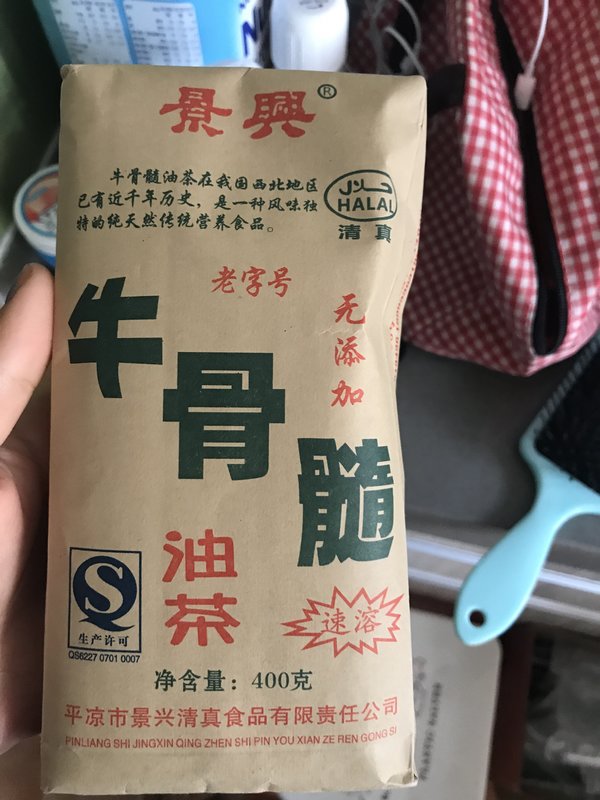 景興®
牛骨髓油茶在我国西北地区
已有近千年历史，是一种风味独
特的纯天然传统营养食品。
حلال
HALAL
清真
老字号
无添加
牛骨髓
油茶
速溶
S
生产许可
QS6227 0701 0007
净含量：400克
平凉市景兴清真食品有限责任公司
PINLIANG SHI JINGXIN QING ZHEN SHI PIN YOU XIAN ZE REN GONG SI